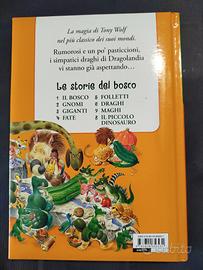 La magia di Tony Wolf
nel più classico dei suoi mondi.
Rumorosi e un po' pasticcioni,
i simpatici draghi di Dragolandia
vi stanno già aspettando...
Le storie del bosco
1 IL BOSCO
2 GNOMI
3 GIGANTI
4 FATE
5 FOLLETTI
6 DRAGHI
7 MAGHI
8 IL PICCOLO
DINOSAURO